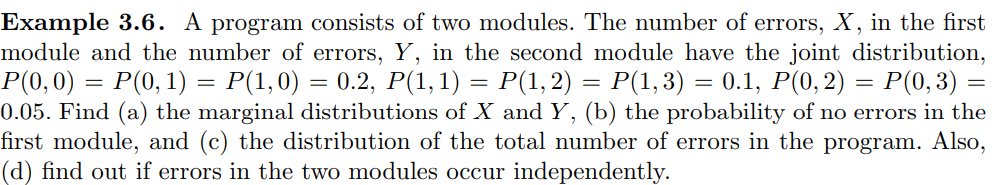 Example 3.6. A program consists of two modules. The number of errors, X, in the first
module and the number of errors, Y, in the second module have the joint distribution,
P(0, 0) = P(0, 1) = P(1, 0) = 0.2, P(1, 1) = P(1, 2) = P(1, 3) = 0.1, P(0, 2) = P(0, 3) =
0.05. Find (a) the marginal distributions of X and Y, (b) the probability of no errors in the
first module, and (c) the distribution of the total number of errors in the program. Also,
(d) find out if errors in the two modules occur independently.